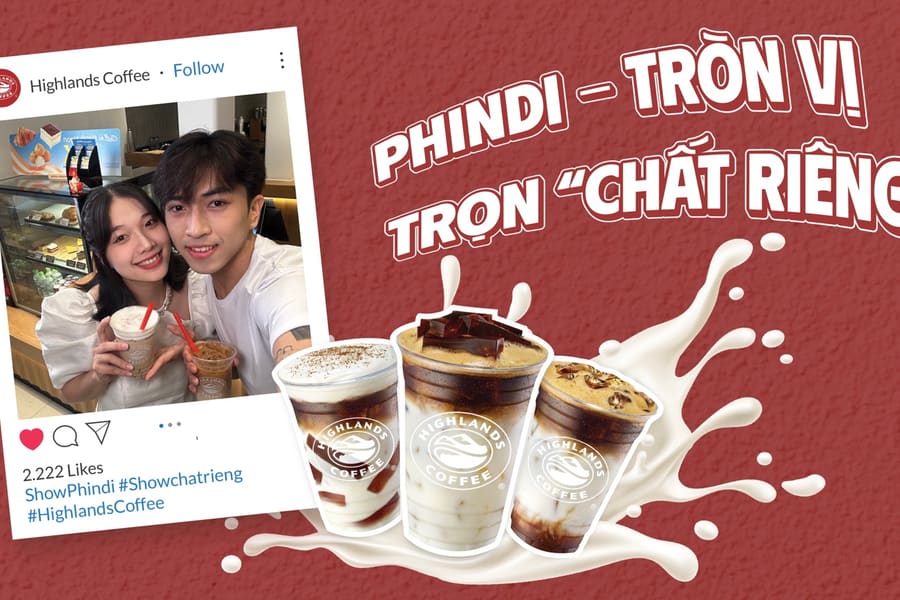 Highlands Coffee · Follow
2.222 Likes
ShowPhindi #Showchatrieng
#HighlandsCoffee
PHINDI – TRÒN VỊ
TRỌN “CHẤT RIÊNG
HIGHLANDS
COFFEE
HIGHLANDS
COFFEE
HIGHLANDS
COFFEE